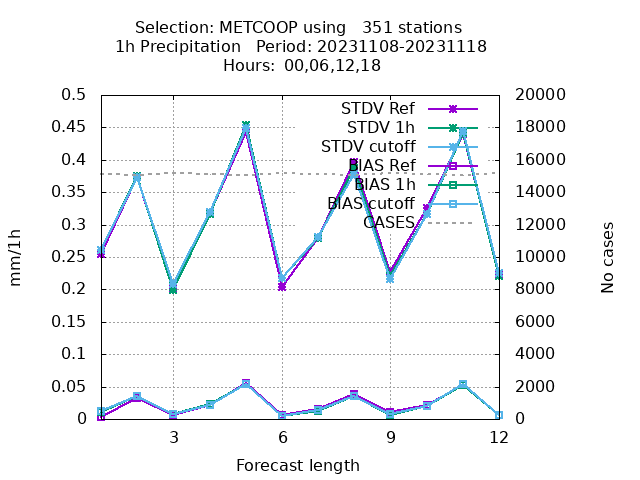 Selection: METCOOP using   351 stations
1h Precipitation   Period: 20231108-20231118
Hours: 00,06,12,18
0.5
0.45
0.4
0.35
0.3
0.25
0.2
0.15
0.1
0.05
0
20000
18000
16000
14000
12000
10000
8000
6000
4000
2000
0
STDV Ref
STDV 1h
STDV cutoff
BIAS Ref
BIAS 1h
BIAS cutoff
CASES
mm/1h
No cases
3 6 9 12
Forecast length